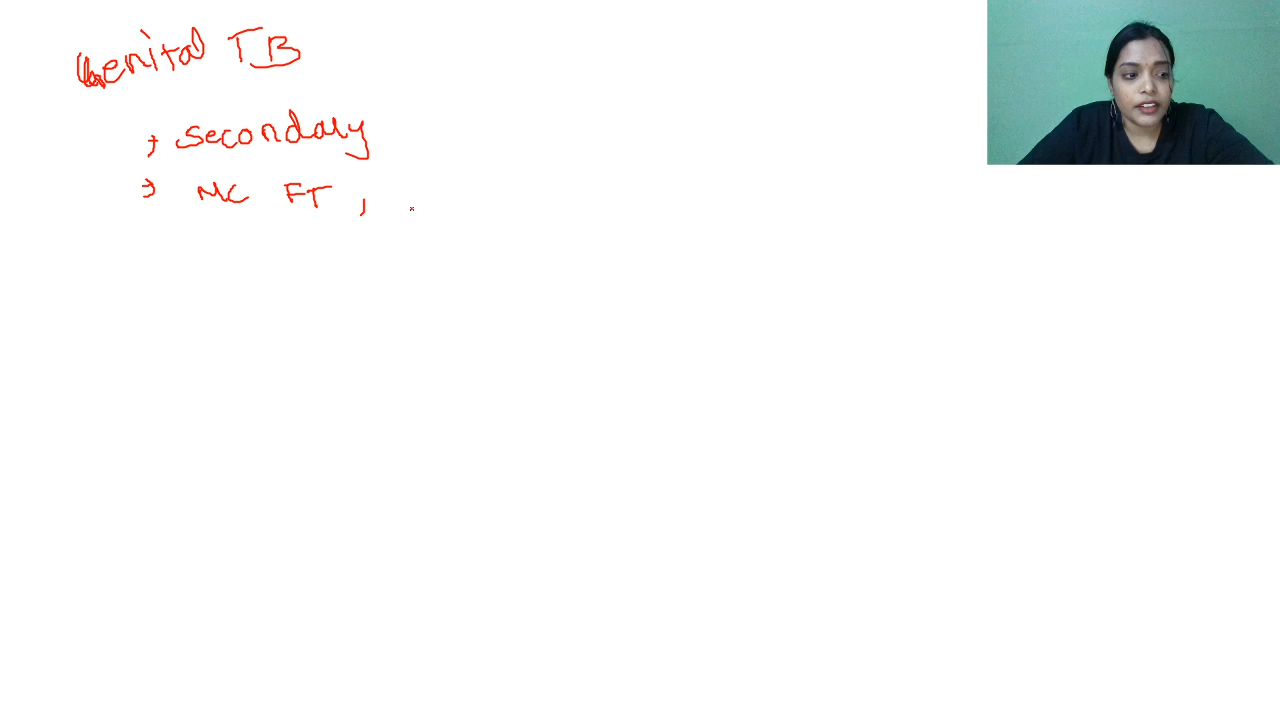 Genital TB
→ secondary
→ MC FT ,